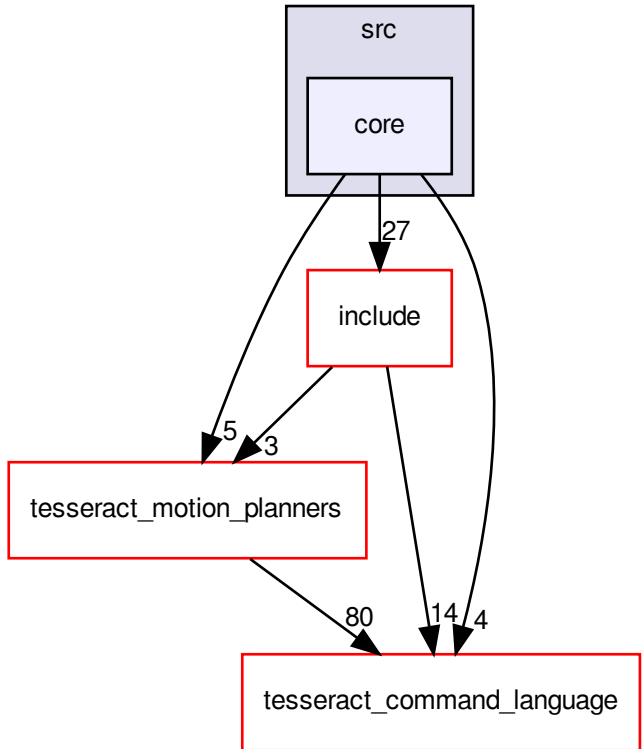 src
core
27
include
5
3
tesseract_motion_planners
80
14
4
tesseract_command_language